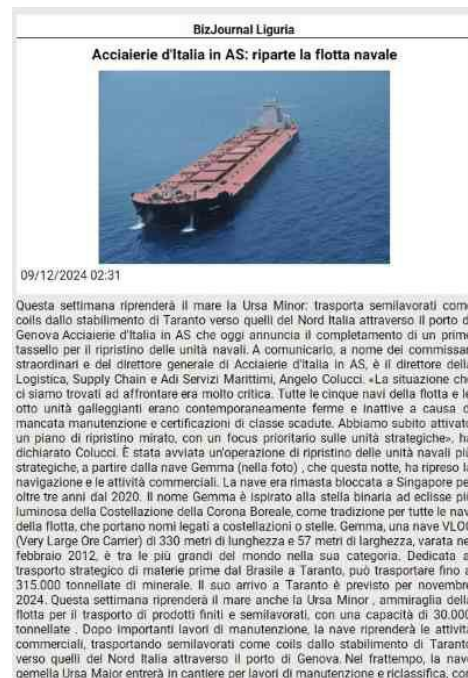 BizJournal Liguria
Acciaierie d'Italia in AS: riparte la flotta navale
09/12/2024 02:31
Questa settimana riprenderà il mare la Ursa Minor: trasporta semilavorati come
coils dallo stabilimento di Taranto verso quelli del Nord Italia attraverso il porto d
Genova Acciaierie d'Italia in AS che oggi annuncia il completamento di un prim
tassello per il ripristino delle unità navali. A comunicarlo, a nome dei commissar
straordinari e del direttore generale di Acciaierie d'Italia in AS, è il direttore dell
Logistica, Supply Chain e Adi Servizi Marittimi, Angelo Colucci. «La situazione che
ci siamo trovati ad affrontare era molto critica. Tutte le cinque navi della flotta e le
otto unità galleggianti erano contemporaneamente ferme e inattive a causa d
mancata manutenzione e certificazioni di classe scadute. Abbiamo subito attivato
un piano di ripristino mirato, con un focus prioritario sulle unità strategiche», ha
dichiarato Colucci. È stata avviata un'operazione di ripristino delle unità navali più
strategiche, a partire dalla nave Gemma (nella foto) , che questa notte, ha ripreso la
navigazione e le attività commerciali. La nave era rimasta bloccata a Singapore pe
oltre tre anni dal 2020. Il nome Gemma è ispirato alla stella binaria ad eclisse più
luminosa della Costellazione della Corona Boreale, come tradizione per tutte le nav
della flotta, che portano nomi legati a costellazioni o stelle. Gemma, una nave VLOC
(Very Large Ore Carrier) di 330 metri di lunghezza e 57 metri di larghezza, varata ne
febbraio 2012, è tra le più grandi del mondo nella sua categoria. Dedicata a
trasporto strategico di materie prime dal Brasile a Taranto, può trasportare fino a
315.000 tonnellate di minerale. Il suo arrivo a Taranto è previsto per novembre
2024. Questa settimana riprenderà il mare anche la Ursa Minor , ammiraglia della
flotta per il trasporto di prodotti finiti e semilavorati, con una capacità di 30.000
tonnellate . Dopo importanti lavori di manutenzione, la nave riprenderà le attività
commerciali, trasportando semilavorati come coils dallo stabilimento di Taranto
verso quelli del Nord Italia attraverso il porto di Genova. Nel frattempo, la nave
gemella Ursa Major entrerà in cantiere per lavori di manutenzione e riclassifica, con